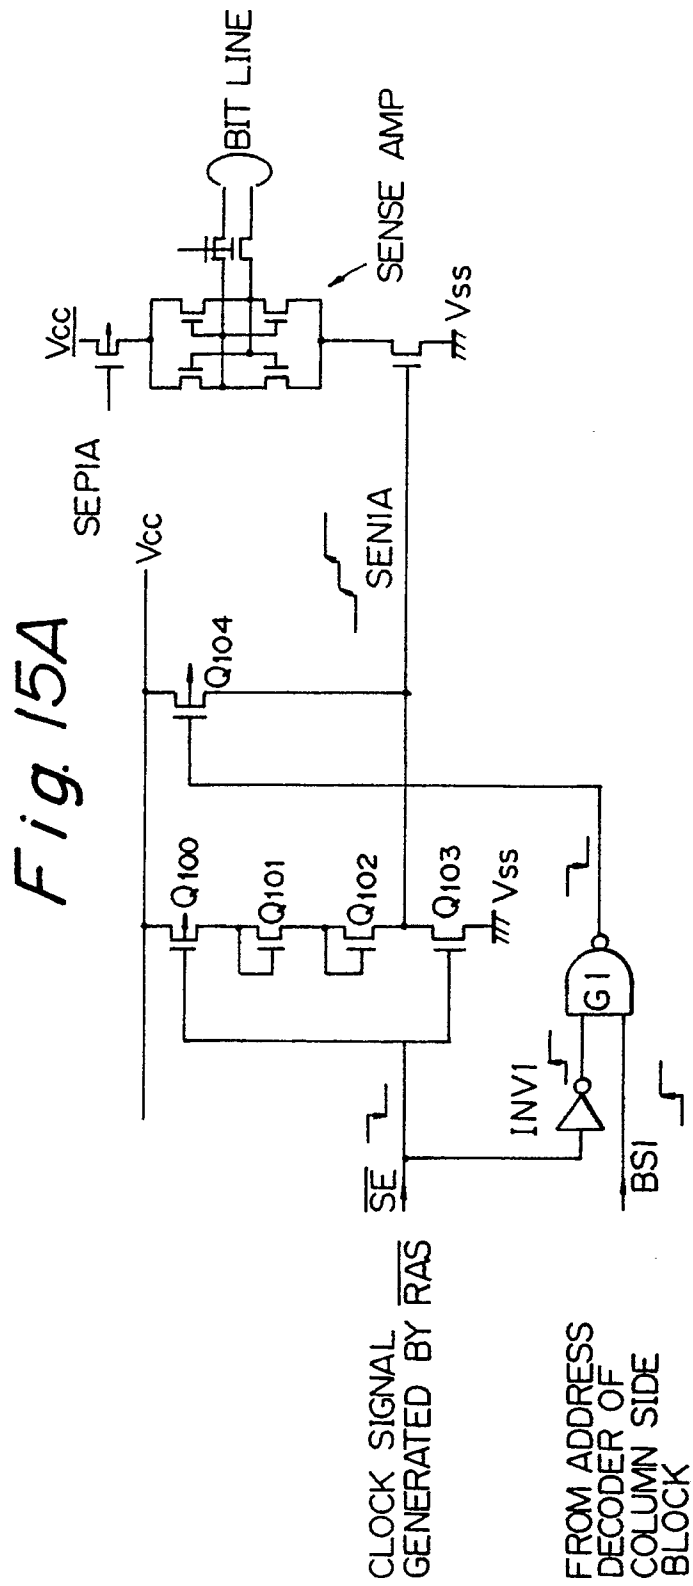 Fig. 15A
Vcc
SEPIA
Vcc
BIT LINE
SENSE AMP
Vss
SEN1A
Q104
Q100
Q101
Q102
Q103
Vss
CLOCK SIGNAL
GENERATED BY RAS
SE
INV1
G1
BS1
FROM ADDRESS
DECODER OF
COLUMN SIDE
BLOCK